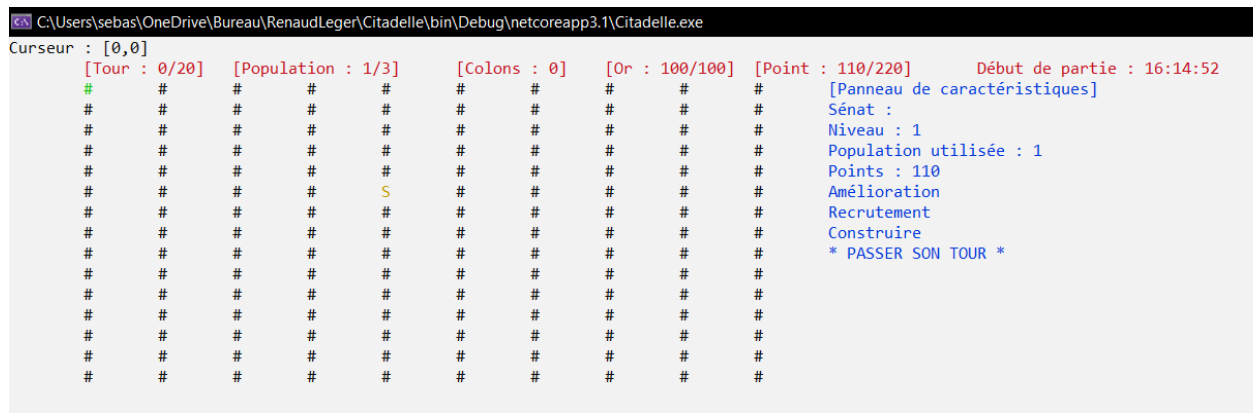 C:\Users\sebas\OneDrive\Bureau\RenaudLeger\Citadelle\bin\Debug\netcoreapp3.1\Citadelle.exe
Curseur : [0,0]
[Tour : 0/20] [Population : 1/3] [Colons : 0] [Or : 100/100] [Point : 110/220] Début de partie : 16:14:52
# # # # # # # # # # [Panneau de caractéristiques]
# # # # # # # # # # Sénat :
# # # # # # # # # # Niveau : 1
# # # # # # # # # # Population utilisée : 1
# # # # # # # # # # Points : 110
# # # # S # # # # # Amélioration
# # # # # # # # # # Recrutement
# # # # # # # # # # Construire
# # # # # # # # # # * PASSER SON TOUR *
# # # # # # # # # #
# # # # # # # # # #
# # # # # # # # # #
# # # # # # # # # #
# # # # # # # # # #
# # # # # # # # # #